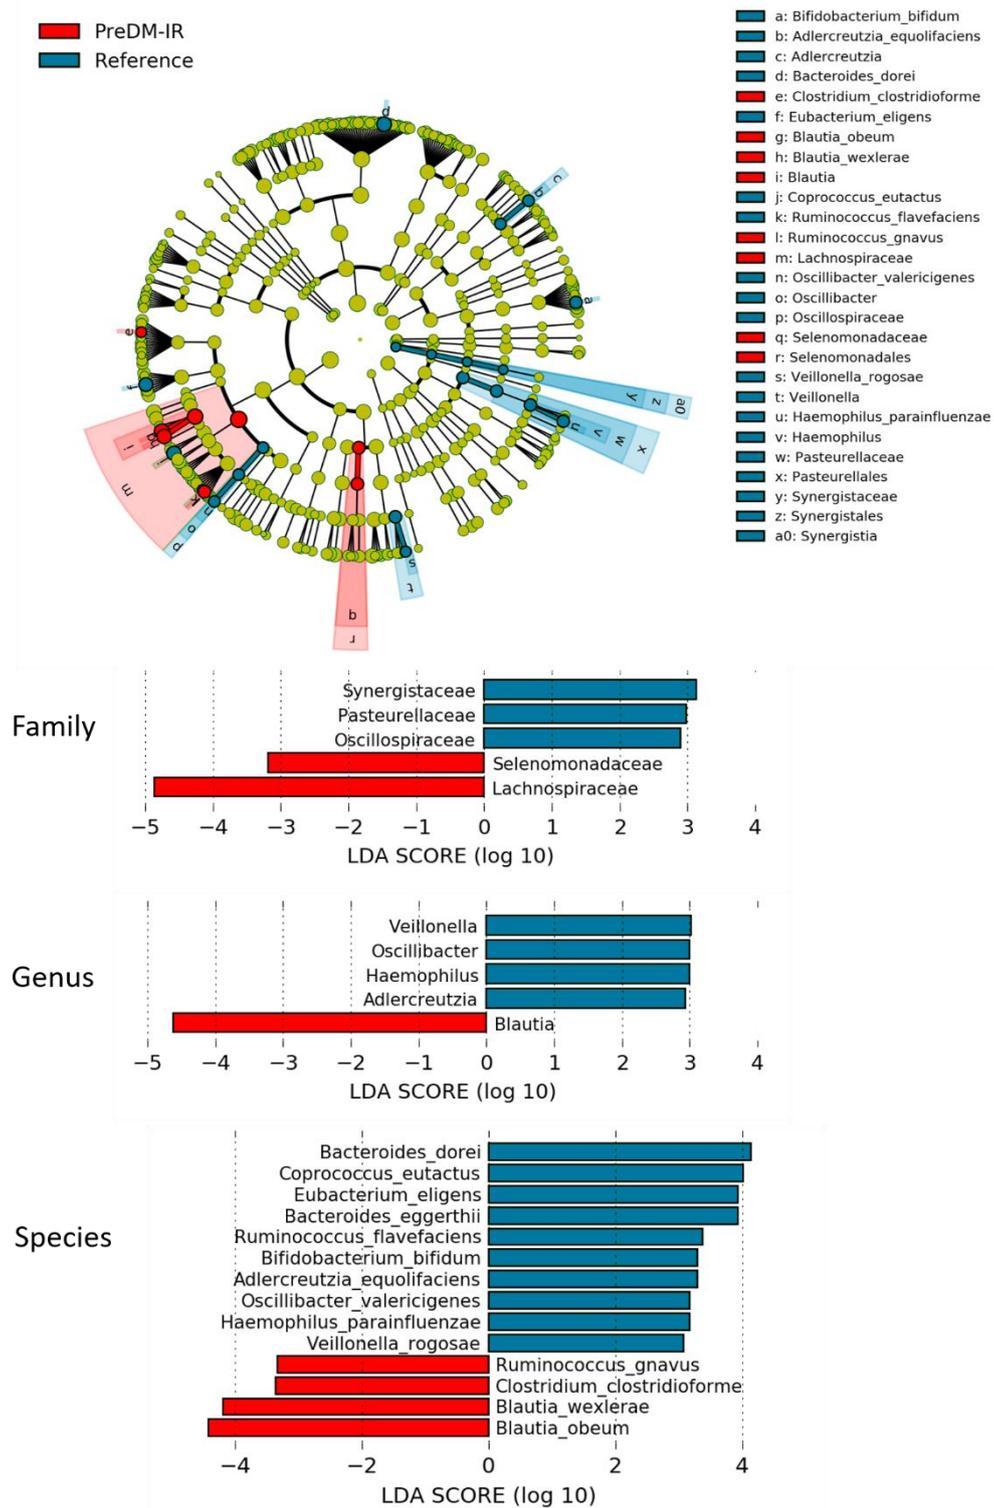 PreDM-IR
Reference
a: Bifidobacterium_bifidum
b: Adlercreutzia_equolifaciens
c: Adlercreutzia
d: Bacteroides_dorei
e: Clostridium_clostridioforme
f: Eubacterium_eligens
g: Blautia_obeum
h: Blautia_wexlerae
i: Blautia
j: Coprococcus_eutactus
k: Ruminococcus_flavefaciens
l: Ruminococcus_gnavus
m: Lachnospiraceae
n: Oscillibacter_valericigenes
o: Oscillibacter
p: Oscillospiraceae
q: Selenomonadaceae
r: Selenomonadales
s: Veillonella_rogosae
t: Veillonella
u: Haemophilus_parainfluenzae
v: Haemophilus
w: Pasteurellaceae
x: Pasteurellales
y: Synergistaceae
z: Synergistales
a0: Synergistia
d
c
b
a
y z a0
u v w x
e
i
m
k
o
p
s
t
q
r
Family
Synergistaceae
Pasteurellaceae
Oscillospiraceae
Selenomonadaceae
Lachnospiraceae
−5 −4 −3 −2 −1 0 1 2 3 4
LDA SCORE (log 10)
Genus
Veillonella
Oscillibacter
Haemophilus
Adlercreutzia
Blautia
−5 −4 −3 −2 −1 0 1 2 3 4
LDA SCORE (log 10)
Species
Bacteroides_dorei
Coprococcus_eutactus
Eubacterium_eligens
Bacteroides_eggerthii
Ruminococcus_flavefaciens
Bifidobacterium_bifidum
Adlercreutzia_equolifaciens
Oscillibacter_valericigenes
Haemophilus_parainfluenzae
Veillonella_rogosae
Ruminococcus_gnavus
Clostridium_clostridioforme
Blautia_wexlerae
Blautia_obeum
−4 −2 0 2 4
LDA SCORE (log 10)